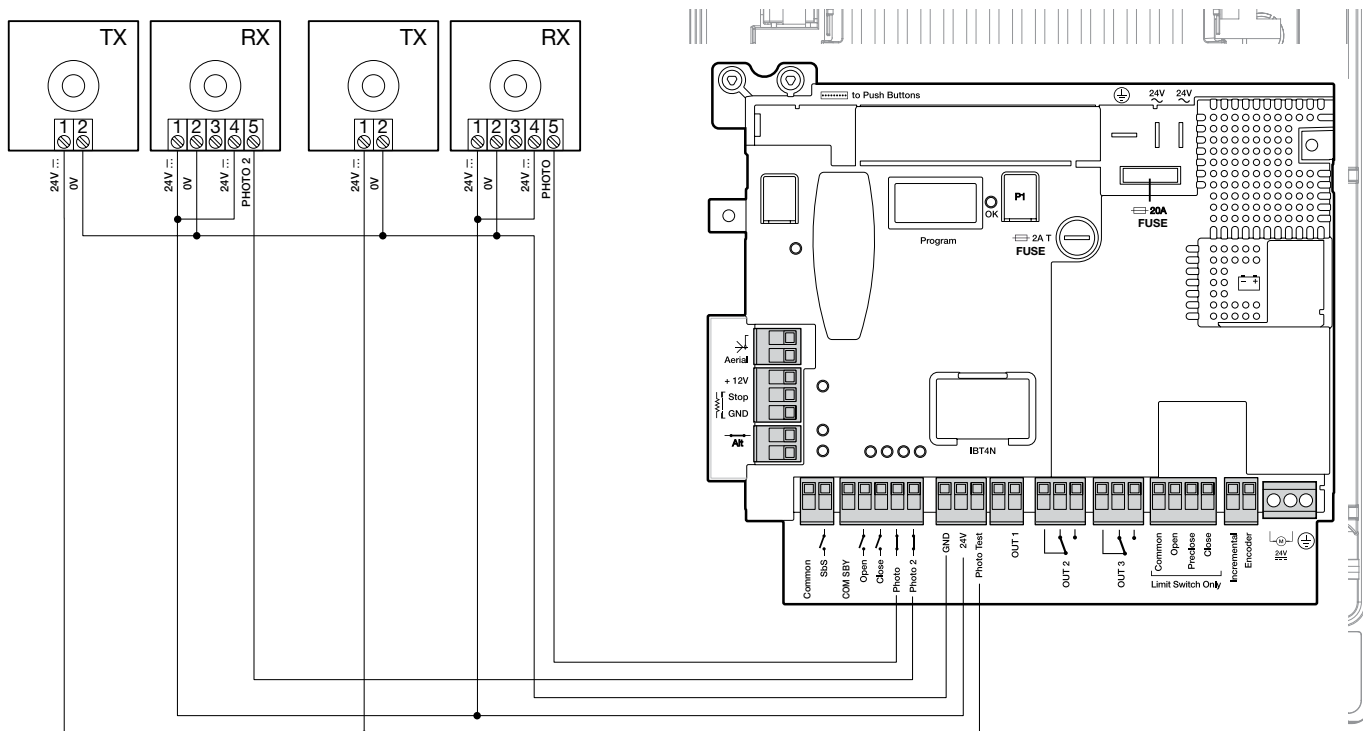 TX
RX
TX
RX
1 2
1 2 3 4 5
1 2
1 2 3 4 5
24V
0V
24V
0V
24V
PHOTO 2
24V
0V
24V
0V
24V
PHOTO
to Push Buttons
24V 24V
P1
OK
Program
2A T
FUSE
20A
FUSE
- +
Aerial
+ 12V
Stop
GND
Alt
IBT4N
Common
SbS
COM SBY
Open
Close
Photo
Photo 2
GND
24V
Photo Test
OUT 1
OUT 2
OUT 3
Common
Open
Preclose
Close
Limit Switch Only
Incremental
Encoder
M
24V